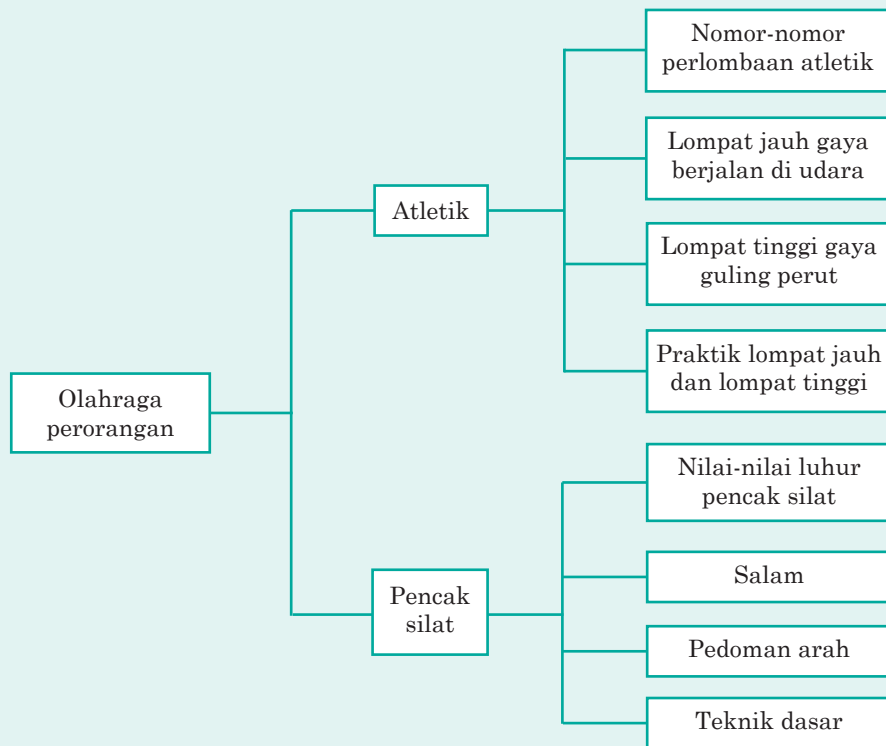 Olahraga
perorangan
Atletik
Nomor-nomor
perlombaan atletik
Lompat jauh gaya
berjalan di udara
Lompat tinggi gaya
guling perut
Praktik lompat jauh
dan lompat tinggi
Pencak
silat
Nilai-nilai luhur
pencak silat
Salam
Pedoman arah
Teknik dasar